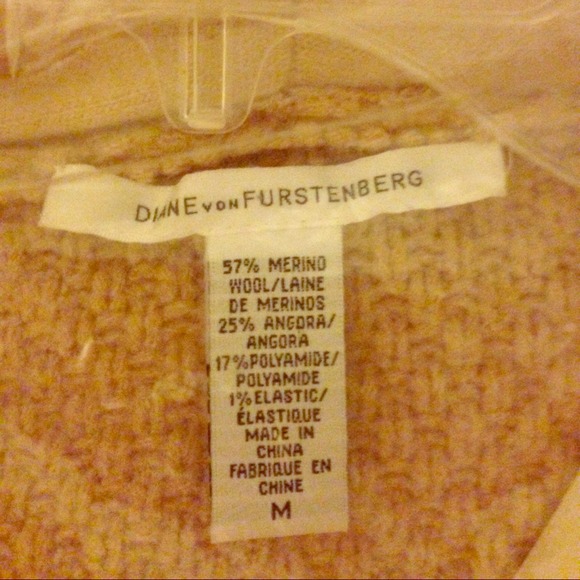 DIANE VON FURSTENBERG
57% MERINO
WOOL/LAINE
DE MERINOS
25% ANGORA/
ANGORA
17%POLYAMIDE/
POLYAMIDE
1%ELASTIC/
ÉLASTIQUE
MADE IN
CHINA
FABRIQUE EN
CHINE
M